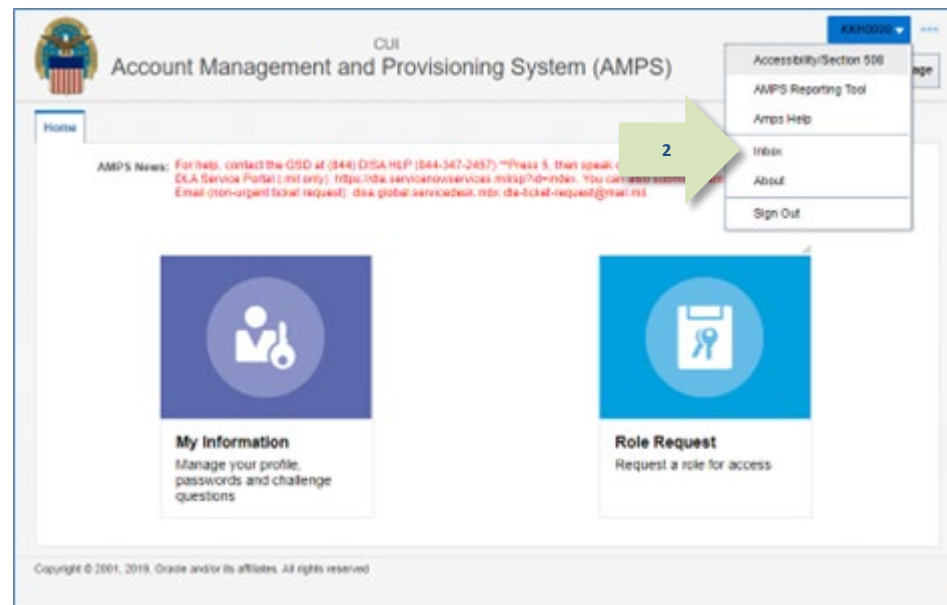 CUI
Account Management and Provisioning System (AMPS)
KKH0000
Accessibility/Section 508
AMPS Reporting Tool
Amps Help
Inbox
About
Sign Out
age
Home
2
AMPS News: For help, contact the GSD at (844) DISA HLP (844-347-2457) **Press 5, then speak
DLA Service Portal (.mil only): https://dla.servicenowservices.mil/sp?id=index. You can also submit
Email (non-urgent ticket request): disa.global.servicedesk.mbx.dla-ticket-request@mail.mil
My Information
Manage your profile,
passwords and challenge
questions
Role Request
Request a role for access
Copyright © 2001, 2019, Oracle and/or its affiliates. All rights reserved